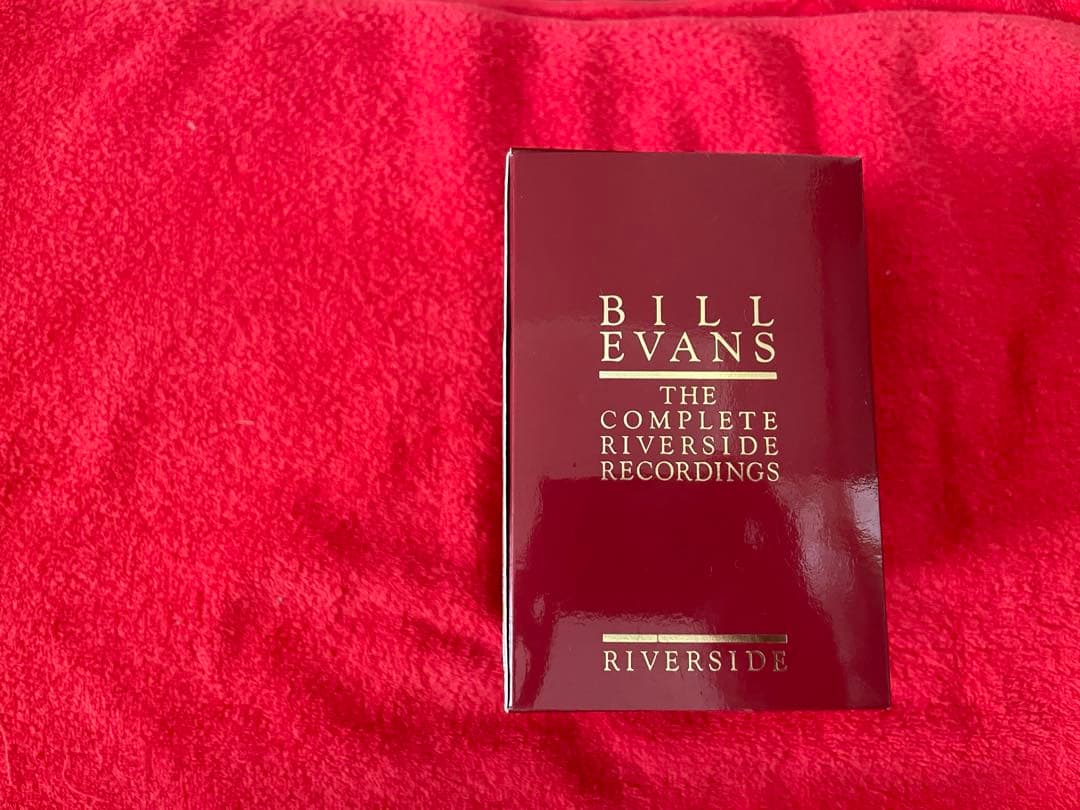 BILL
EVANS
THE
COMPLETE
RIVERSIDE
RECORDINGS
RIVERSIDE